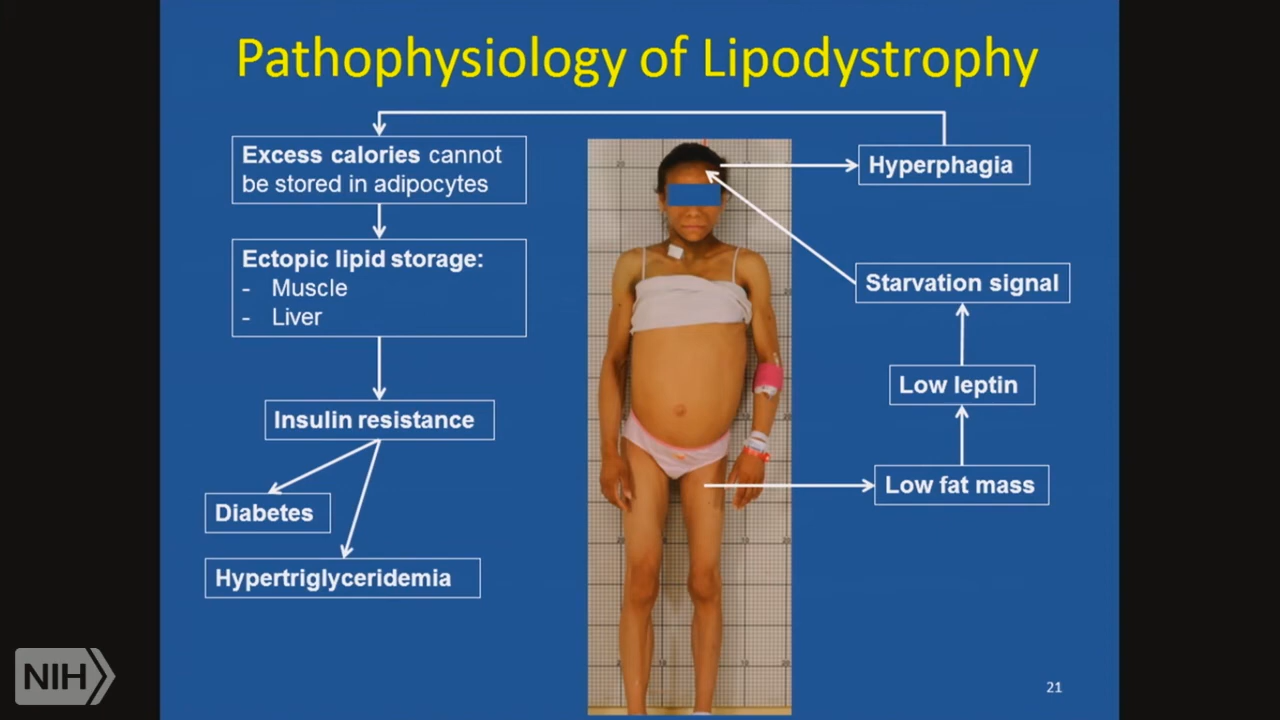 Pathophysiology of Lipodystrophy
Excess calories cannot
be stored in adipocytes
Ectopic lipid storage:
- Muscle
- Liver
Insulin resistance
Diabetes
Hypertriglyceridemia
Hyperphagia
Starvation signal
Low leptin
Low fat mass
NIH
21